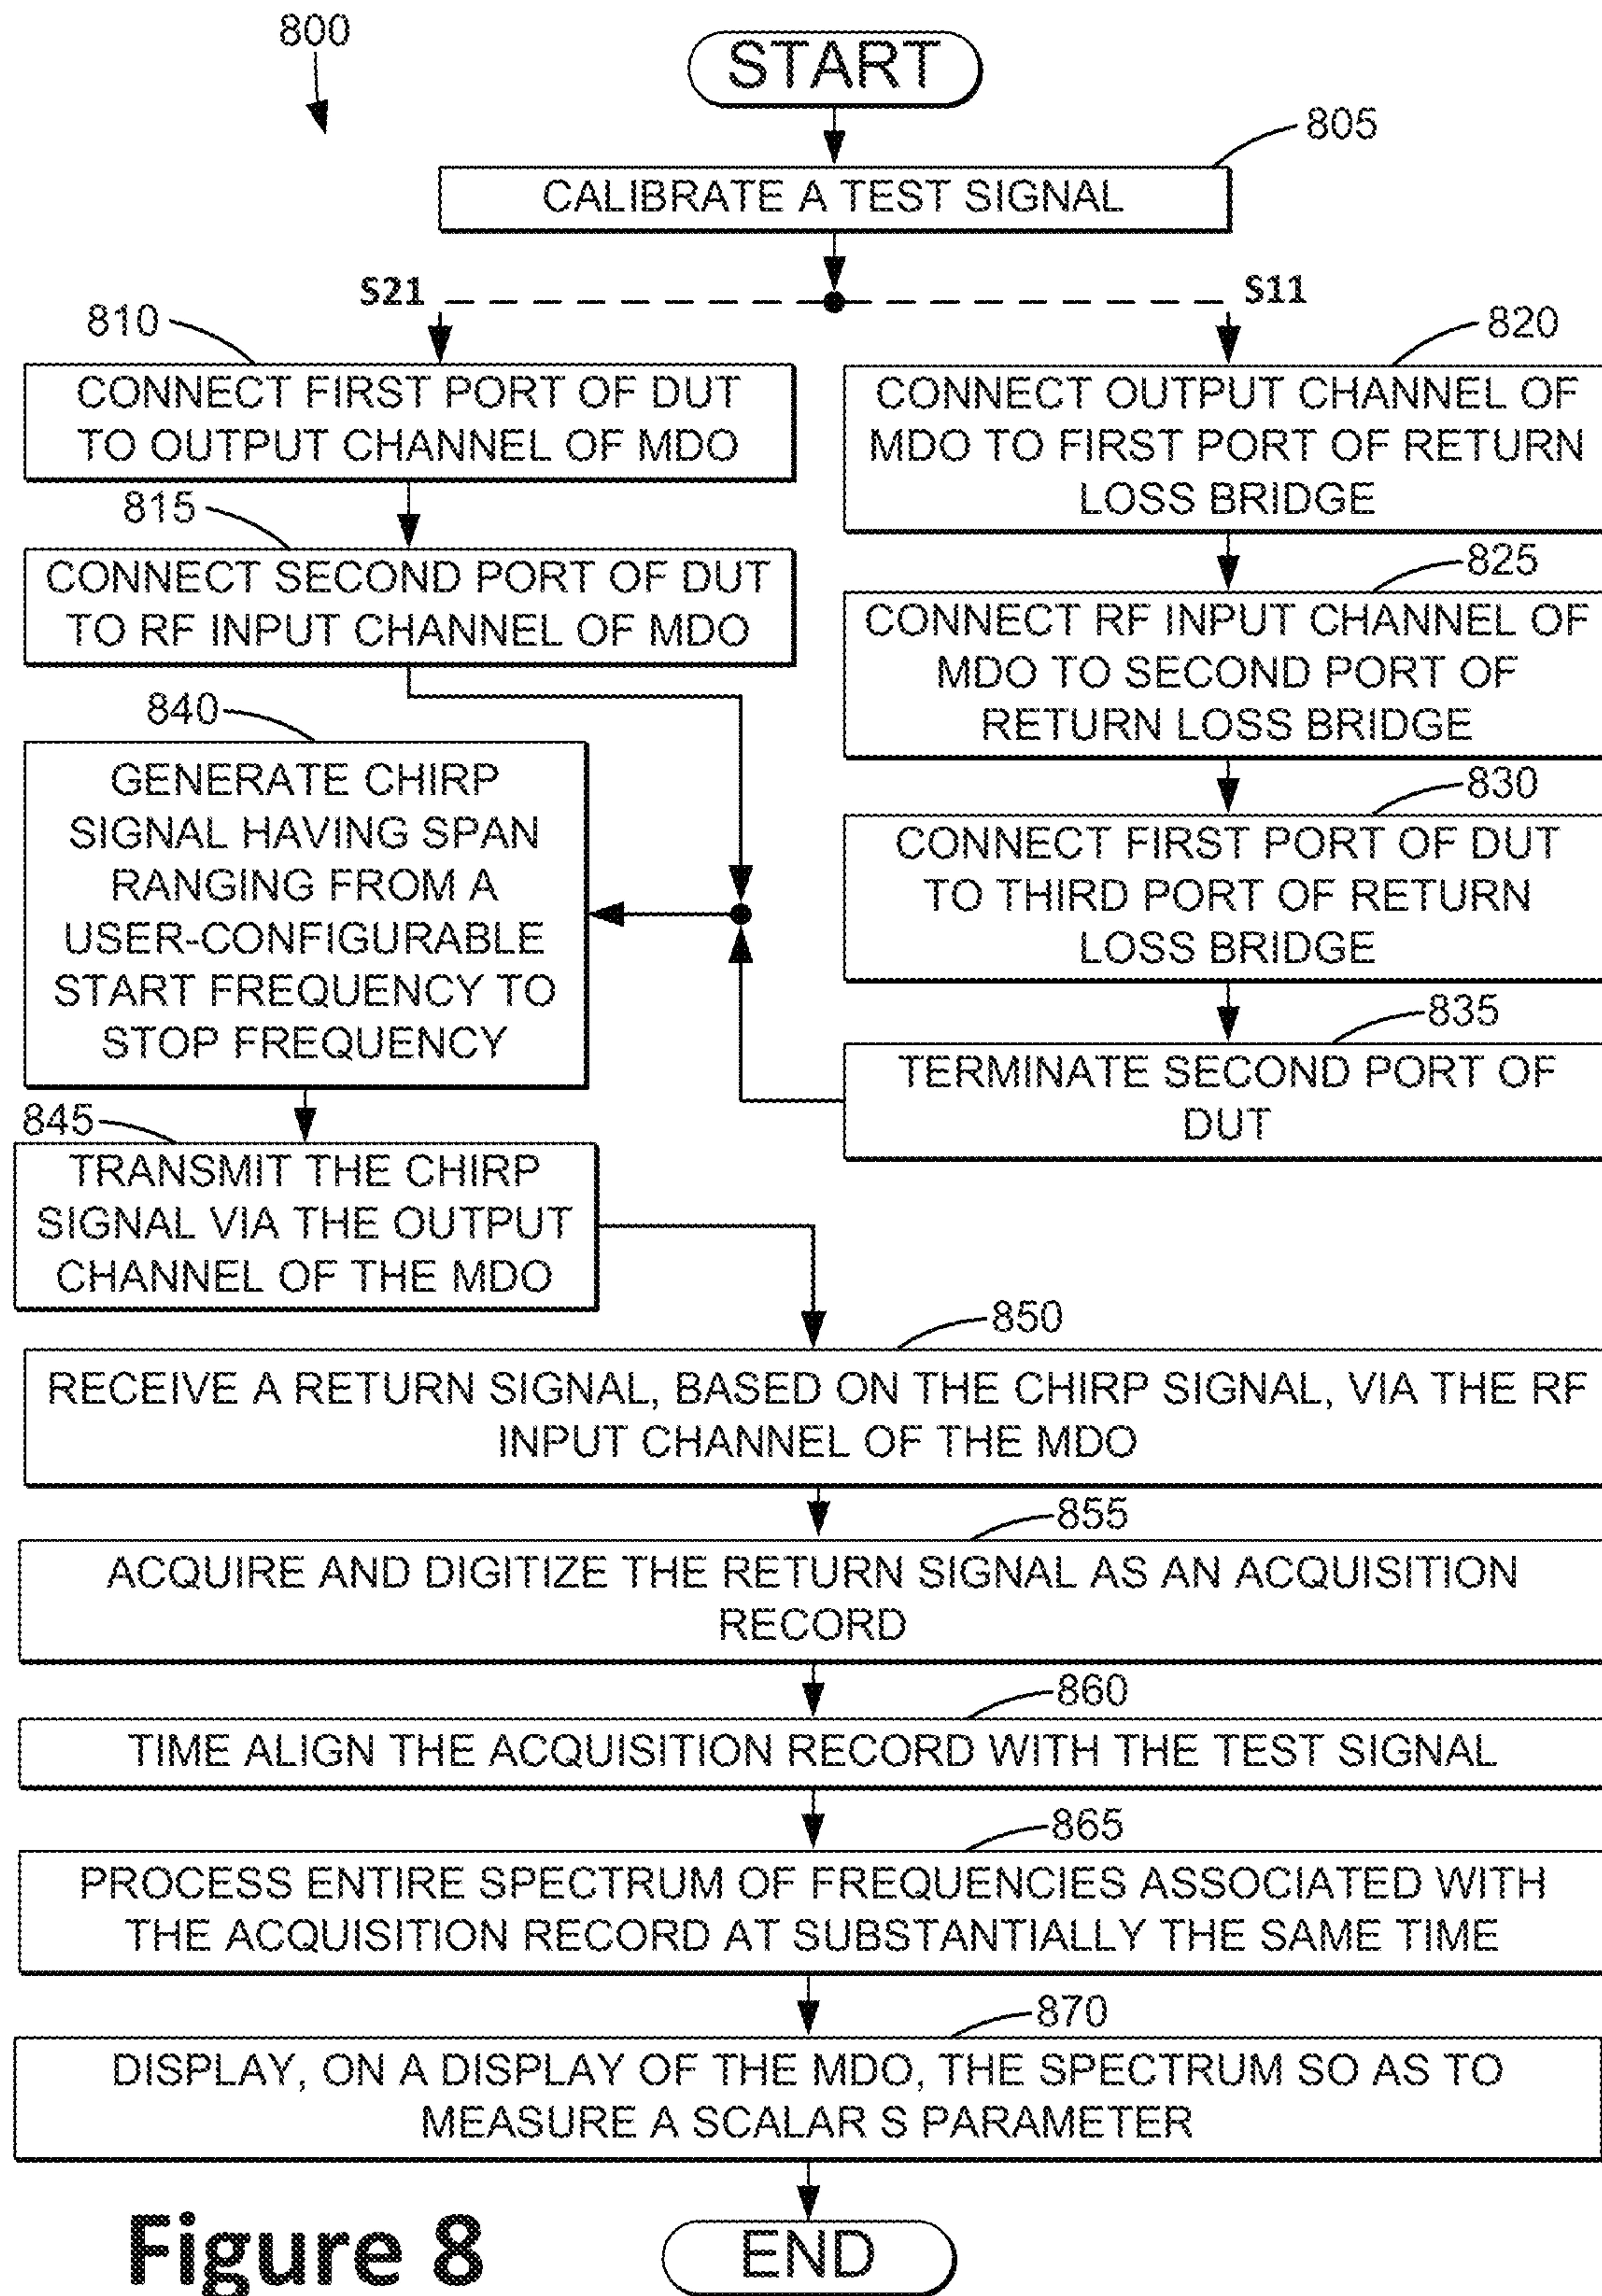 800
START
805
CALIBRATE A TEST SIGNAL
S21
S11
810
CONNECT FIRST PORT OF DUT
TO OUTPUT CHANNEL OF MDO
815
CONNECT SECOND PORT OF DUT
TO RF INPUT CHANNEL OF MDO
820
CONNECT OUTPUT CHANNEL OF
MDO TO FIRST PORT OF RETURN
LOSS BRIDGE
825
CONNECT RF INPUT CHANNEL OF
MDO TO SECOND PORT OF
RETURN LOSS BRIDGE
830
CONNECT FIRST PORT OF DUT
TO THIRD PORT OF RETURN
LOSS BRIDGE
835
TERMINATE SECOND PORT OF
DUT
840
GENERATE CHIRP
SIGNAL HAVING SPAN
RANGING FROM A
USER-CONFIGURABLE
START FREQUENCY TO
STOP FREQUENCY
845
TRANSMIT THE CHIRP
SIGNAL VIA THE OUTPUT
CHANNEL OF THE MDO
850
RECEIVE A RETURN SIGNAL, BASED ON THE CHIRP SIGNAL, VIA THE RF
INPUT CHANNEL OF THE MDO
855
ACQUIRE AND DIGITIZE THE RETURN SIGNAL AS AN ACQUISITION
RECORD
860
TIME ALIGN THE ACQUISITION RECORD WITH THE TEST SIGNAL
865
PROCESS ENTIRE SPECTRUM OF FREQUENCIES ASSOCIATED WITH
THE ACQUISITION RECORD AT SUBSTANTIALLY THE SAME TIME
870
DISPLAY, ON A DISPLAY OF THE MDO, THE SPECTRUM SO AS TO
MEASURE A SCALAR S PARAMETER
END
Figure 8